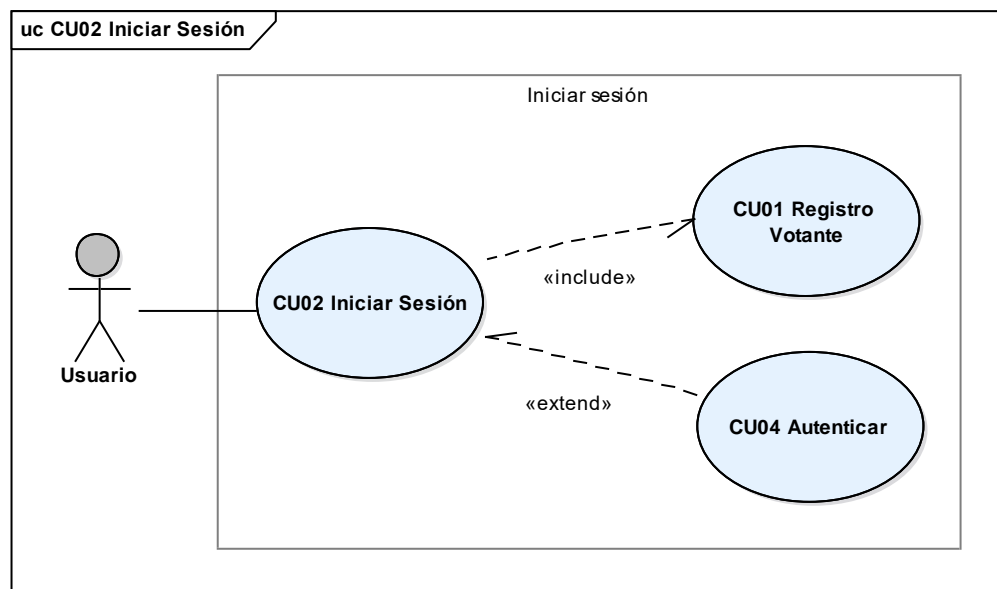 uc CU02 Iniciar Sesión
Iniciar sesión
CU01 Registro
Votante
«include»
CU02 Iniciar Sesión
Usuario
«extend»
CU04 Autenticar